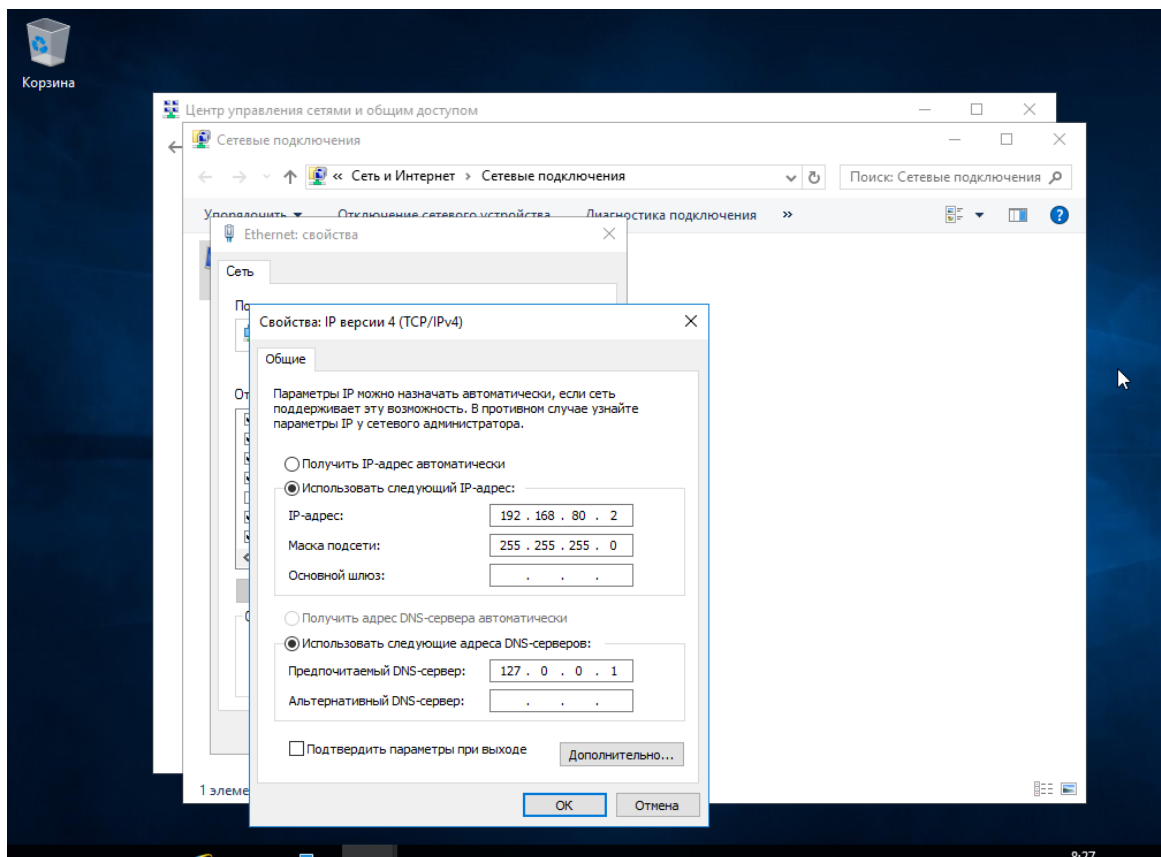 Корзина
Центр управления сетями и общим доступом
Сетевые подключения
« Сеть и Интернет › Сетевые подключения
Поиск: Сетевые подключения
Упорядочить
Отключение сетевого устройства
Диагностика подключения
»
Ethernet: свойства
Сеть
Свойства: IP версии 4 (TCP/IPv4)
Общие
Параметры IP можно назначать автоматически, если сеть
поддерживает эту возможность. В противном случае узнайте
параметры IP у сетевого администратора.
Получить IP-адрес автоматически
Использовать следующий IP-адрес:
IP-адрес: 192 . 168 . 80 . 2
Маска подсети: 255 . 255 . 255 . 0
Основной шлюз: . . .
Получить адрес DNS-сервера автоматически
Использовать следующие адреса DNS-серверов:
Предпочитаемый DNS-сервер: 127 . 0 . 0 . 1
Альтернативный DNS-сервер: . . .
Подтвердить параметры при выходе
Дополнительно...
1 элеме
OK
Отмена
8:27